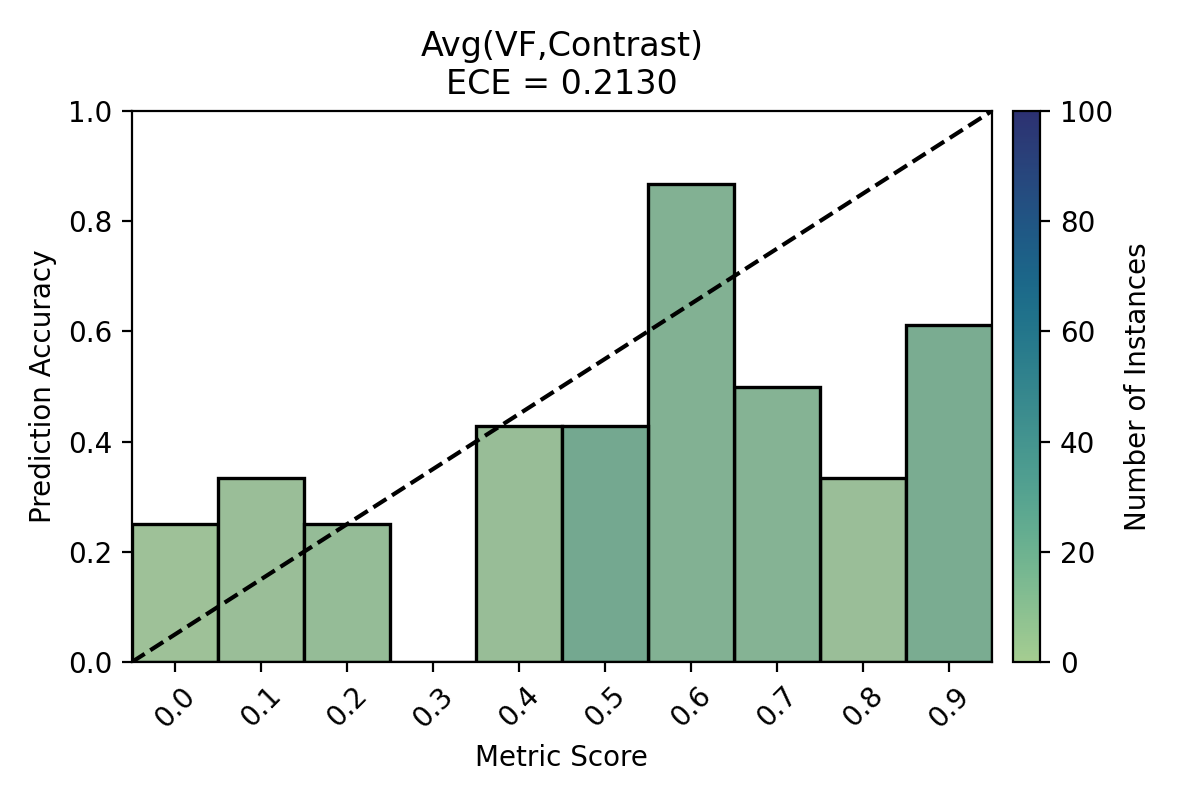 Avg(VF,Contrast)
ECE = 0.2130
Prediction Accuracy
1.0
0.8
0.6
0.4
0.2
0.0
0.0 0.1 0.2 0.3 0.4 0.5 0.6 0.7 0.8 0.9
Metric Score
100
80
60
40
20
0
Number of Instances